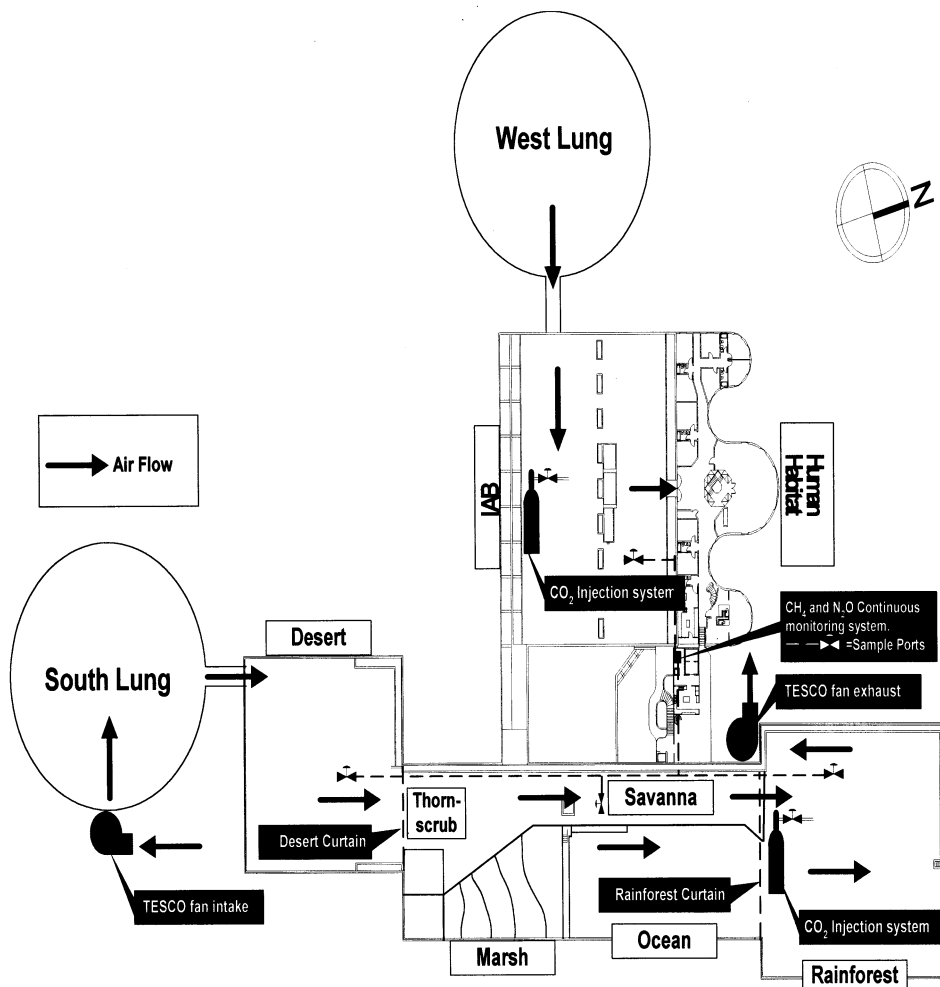 West Lung
N
Air Flow
IAB
Human
Habitat
CO₂ Injection system
CH₄ and N₂O Continuous
monitoring system.
=Sample Ports
Desert
South Lung
TESCO fan exhaust
Thorn-
scrub
Savanna
Desert Curtain
TESCO fan intake
Rainforest Curtain
CO₂ Injection system
Marsh
Ocean
Rainforest